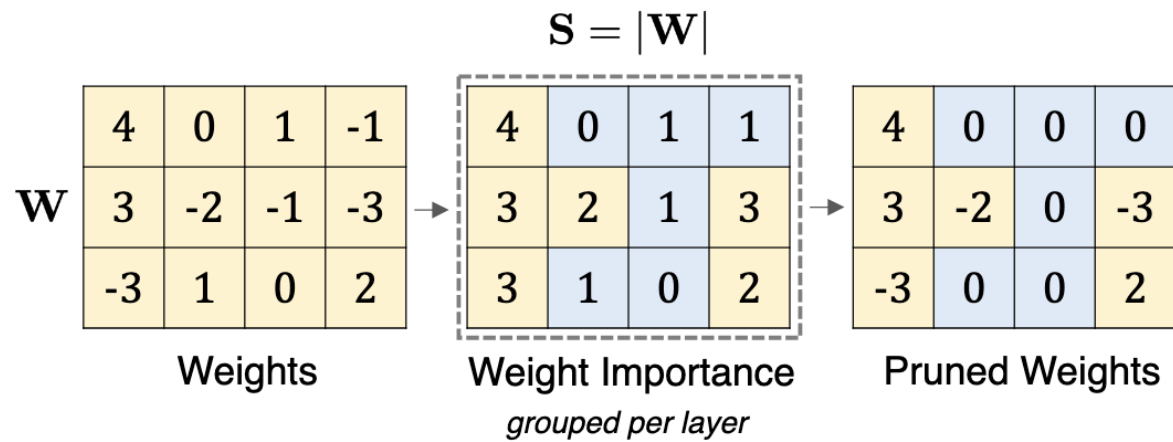 S = |W|
4 0 1 -1 4 0 1 1 4 0 0 0
W 3 -2 -1 -3 3 2 1 3 3 -2 0 -3
-3 1 0 2 3 1 0 2 -3 0 0 2
Weights Weight Importance Pruned Weights
grouped per layer